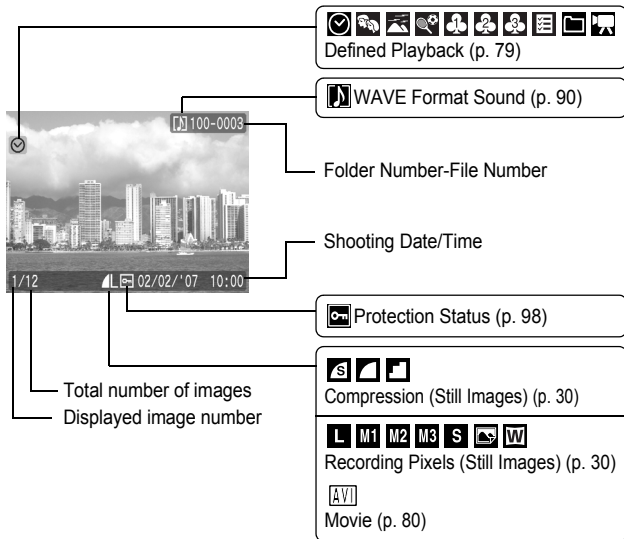 Defined Playback (p. 79)
WAVE Format Sound (p. 90)
100-0003
Folder Number-File Number
Shooting Date/Time
1/12
L 02/02/'07 10:00
Protection Status (p. 98)
S
Compression (Still Images) (p. 30)
Total number of images
Displayed image number
L M1 M2 M3 S W
Recording Pixels (Still Images) (p. 30)
AVI
Movie (p. 80)